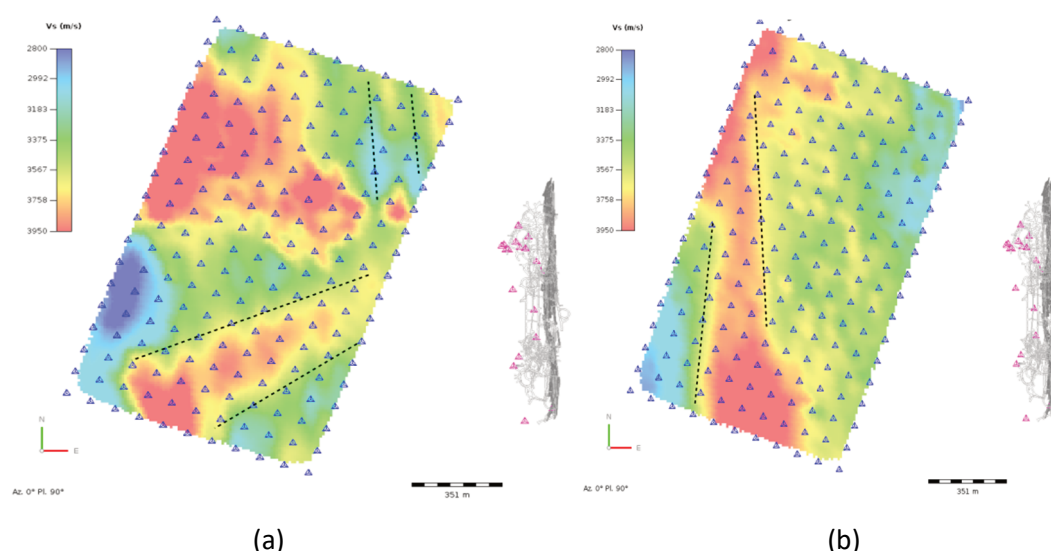 Vs (m/s)
2800
2992
3183
3375
3567
3758
3950
N
E
Az. 0° Pl. 90°
351 m
(a)
Vs (m/s)
2800
2992
3183
3375
3567
3758
3950
N
E
Az. 0° Pl. 90°
351 m
(b)